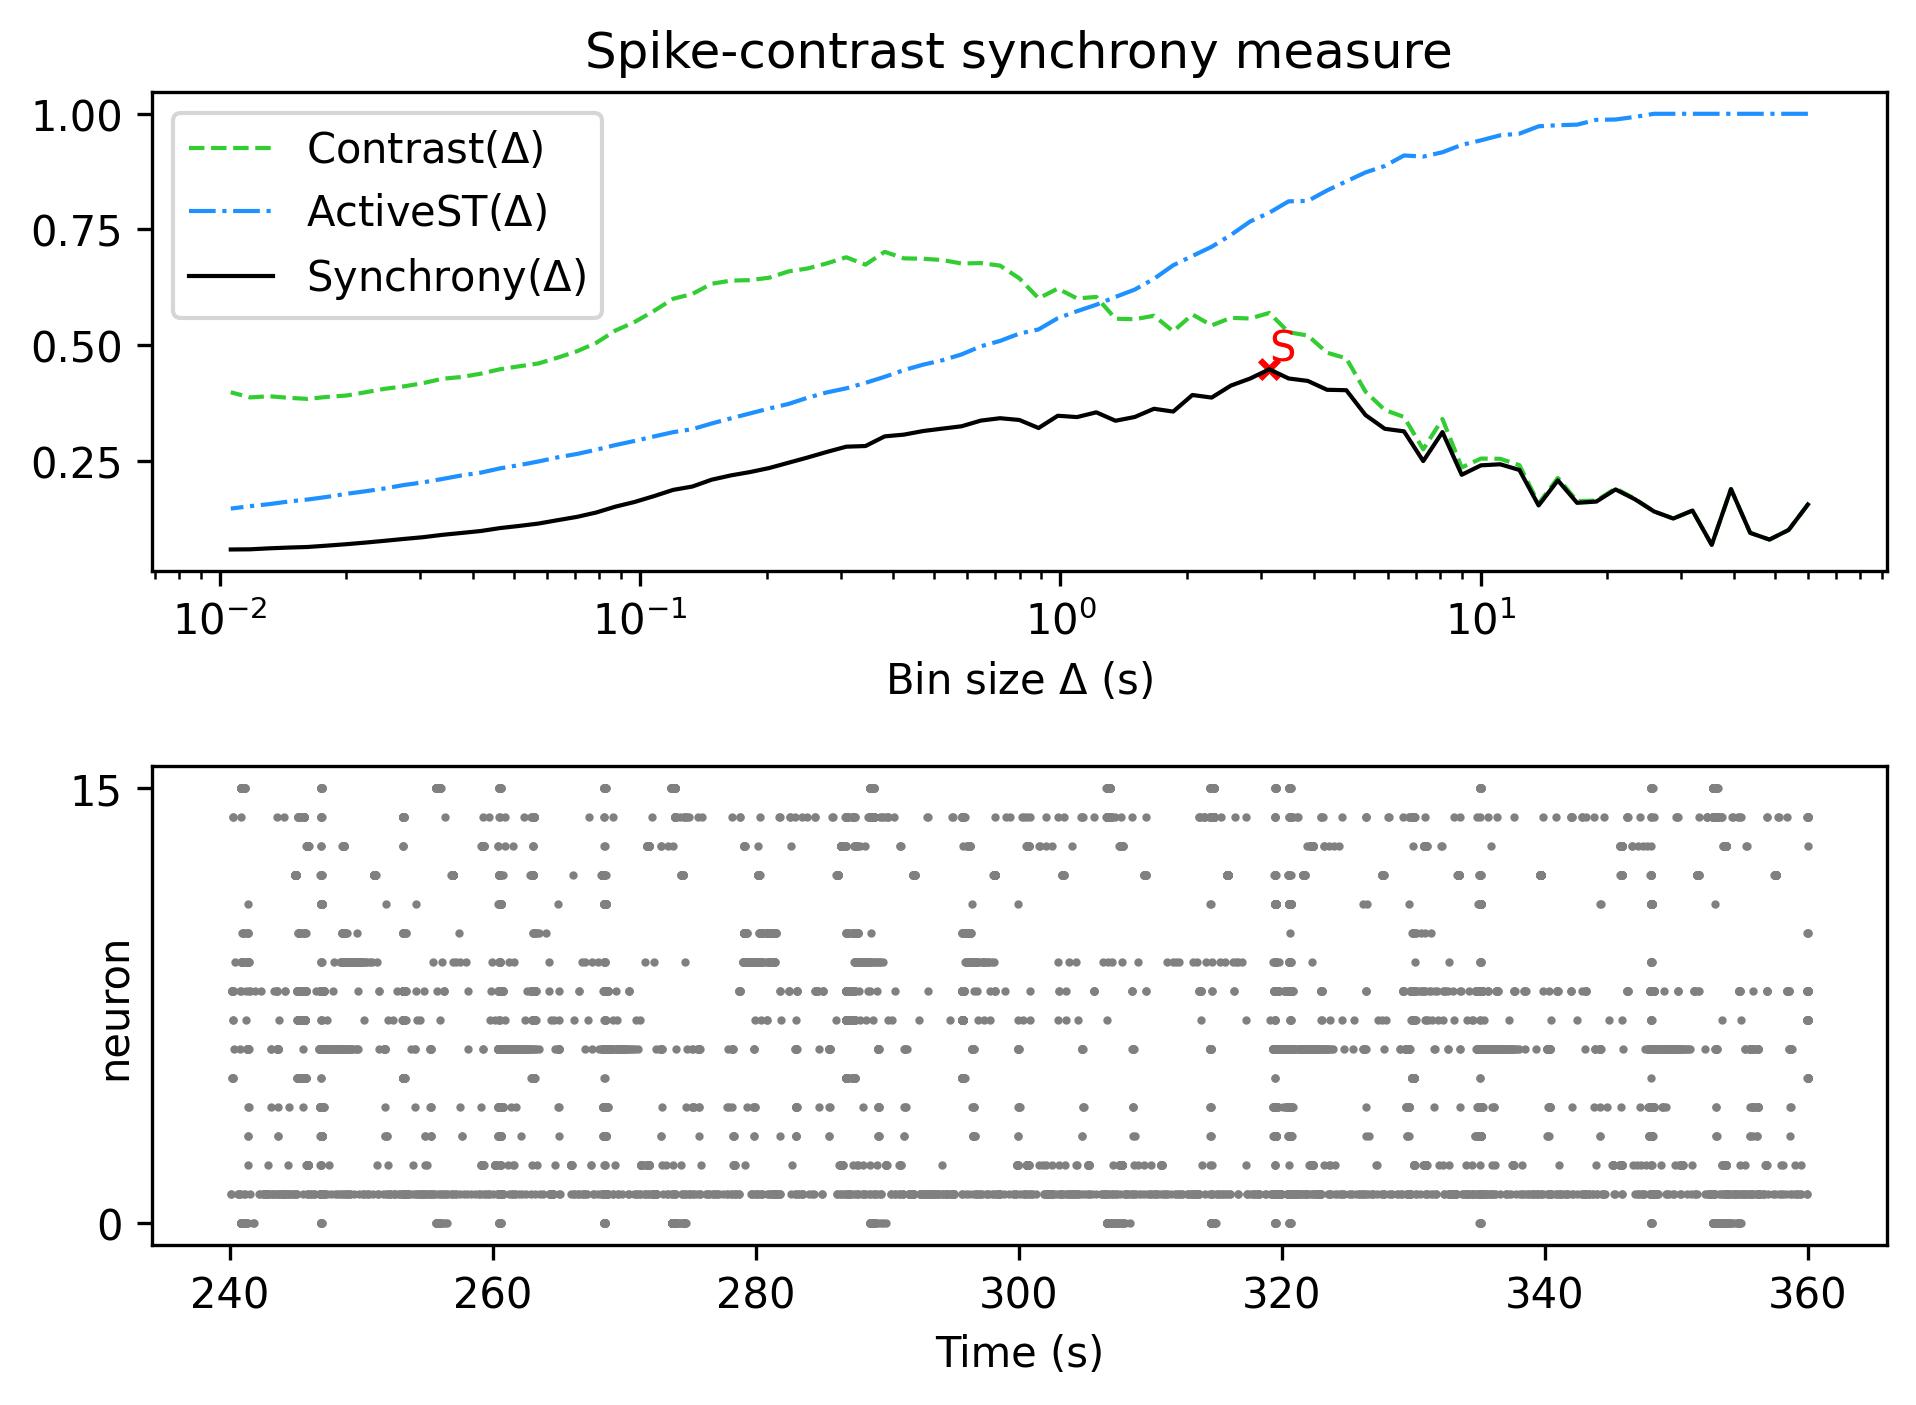 Spike-contrast synchrony measure
1.00
0.75
0.50
0.25
Contrast(Δ)
ActiveST(Δ)
Synchrony(Δ)
S
10⁻² 10⁻¹ 10⁰ 10¹
Bin size Δ (s)
15
0
neuron
240 260 280 300 320 340 360
Time (s)